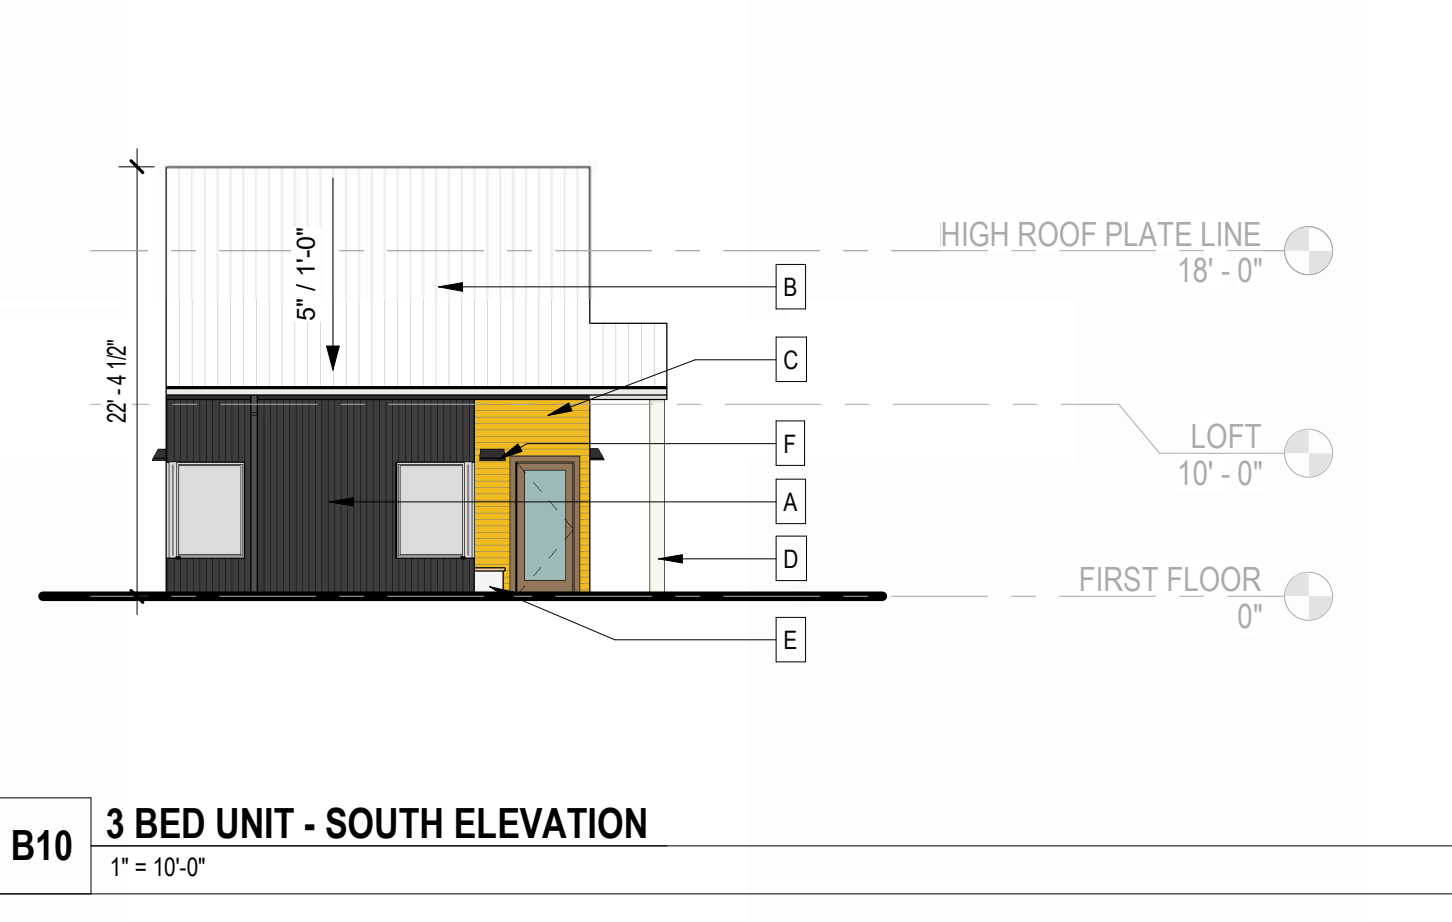 HIGH ROOF PLATE LINE
18' - 0"
5" / 1'-0"
B
22' - 4 1/2"
C
F
LOFT
10' - 0"
A
D
FIRST FLOOR
0"
E
B10
3 BED UNIT - SOUTH ELEVATION
1" = 10'-0"